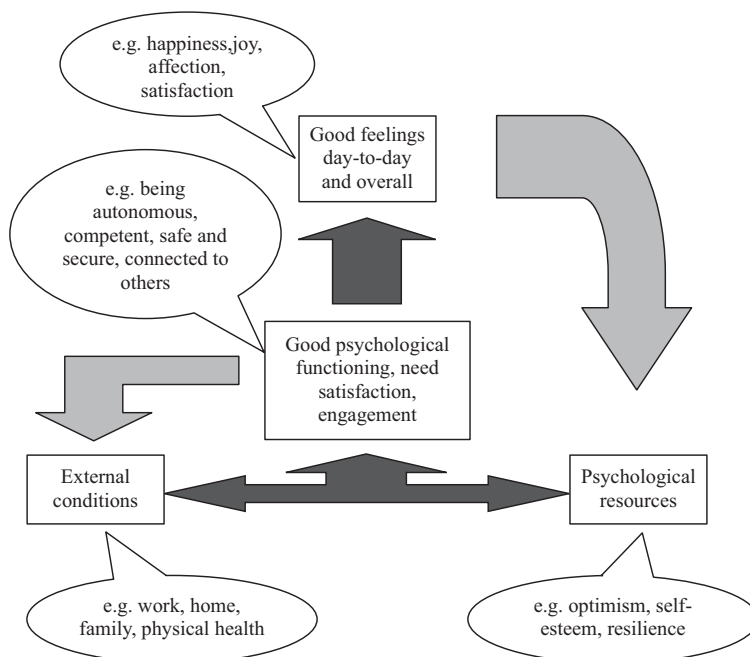 e.g. happiness,joy,
affection,
satisfaction
Good feelings
day-to-day
and overall
e.g. being
autonomous,
competent, safe and
secure, connected to
others
Good psychological
functioning, need
satisfaction,
engagement
External
conditions
Psychological
resources
e.g. work, home,
family, physical health
e.g. optimism, self-
esteem, resilience